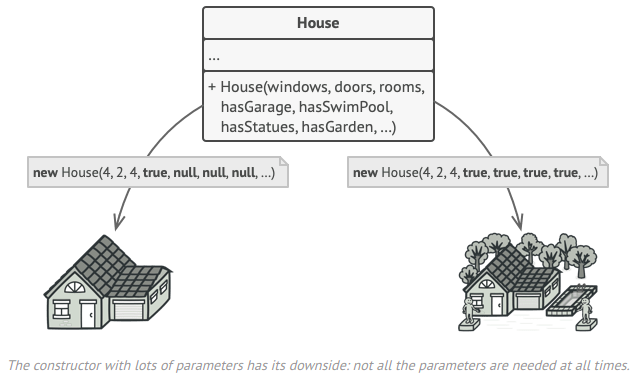 House
...
+ House(windows, doors, rooms,
hasGarage, hasSwimPool,
hasStatues, hasGarden, ...)
new House(4, 2, 4, true, null, null, null, ...)
new House(4, 2, 4, true, true, true, true, ...)
The constructor with lots of parameters has its downside: not all the parameters are needed at all times.